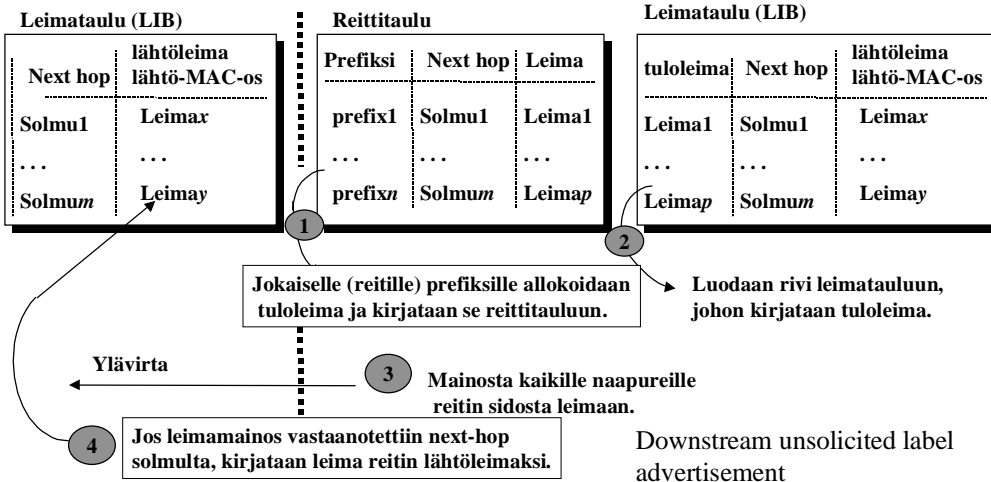 Leimataulu (LIB)
Next hop
lähtöleima
lähtö-MAC-os
Solmu1
Leimax
. . .
. . .
Solmum
Leimay
Reittitaulu
Prefiksi
Next hop
Leima
prefix1
Solmu1
Leima1
. . .
. . .
. . .
prefixn
Solmum
Leimap
Leimataulu (LIB)
tuloleima
Next hop
lähtöleima
lähtö-MAC-os
Leima1
Solmu1
Leimax
. . .
. . .
. . .
Leimap
Solmum
Leimay
1
Jokaiselle (reitille) prefiksille allokoidaan
tuloleima ja kirjataan se reittitauluun.
2
Luodaan rivi leimatauluun,
johon kirjataan tuloleima.
Ylävirta
3
Mainosta kaikille naapureille
reitin sidosta leimaan.
4
Jos leimamainos vastaanotettiin next-hop
solmulta, kirjataan leima reitin lähtöleimaksi.
Downstream unsolicited label
advertisement